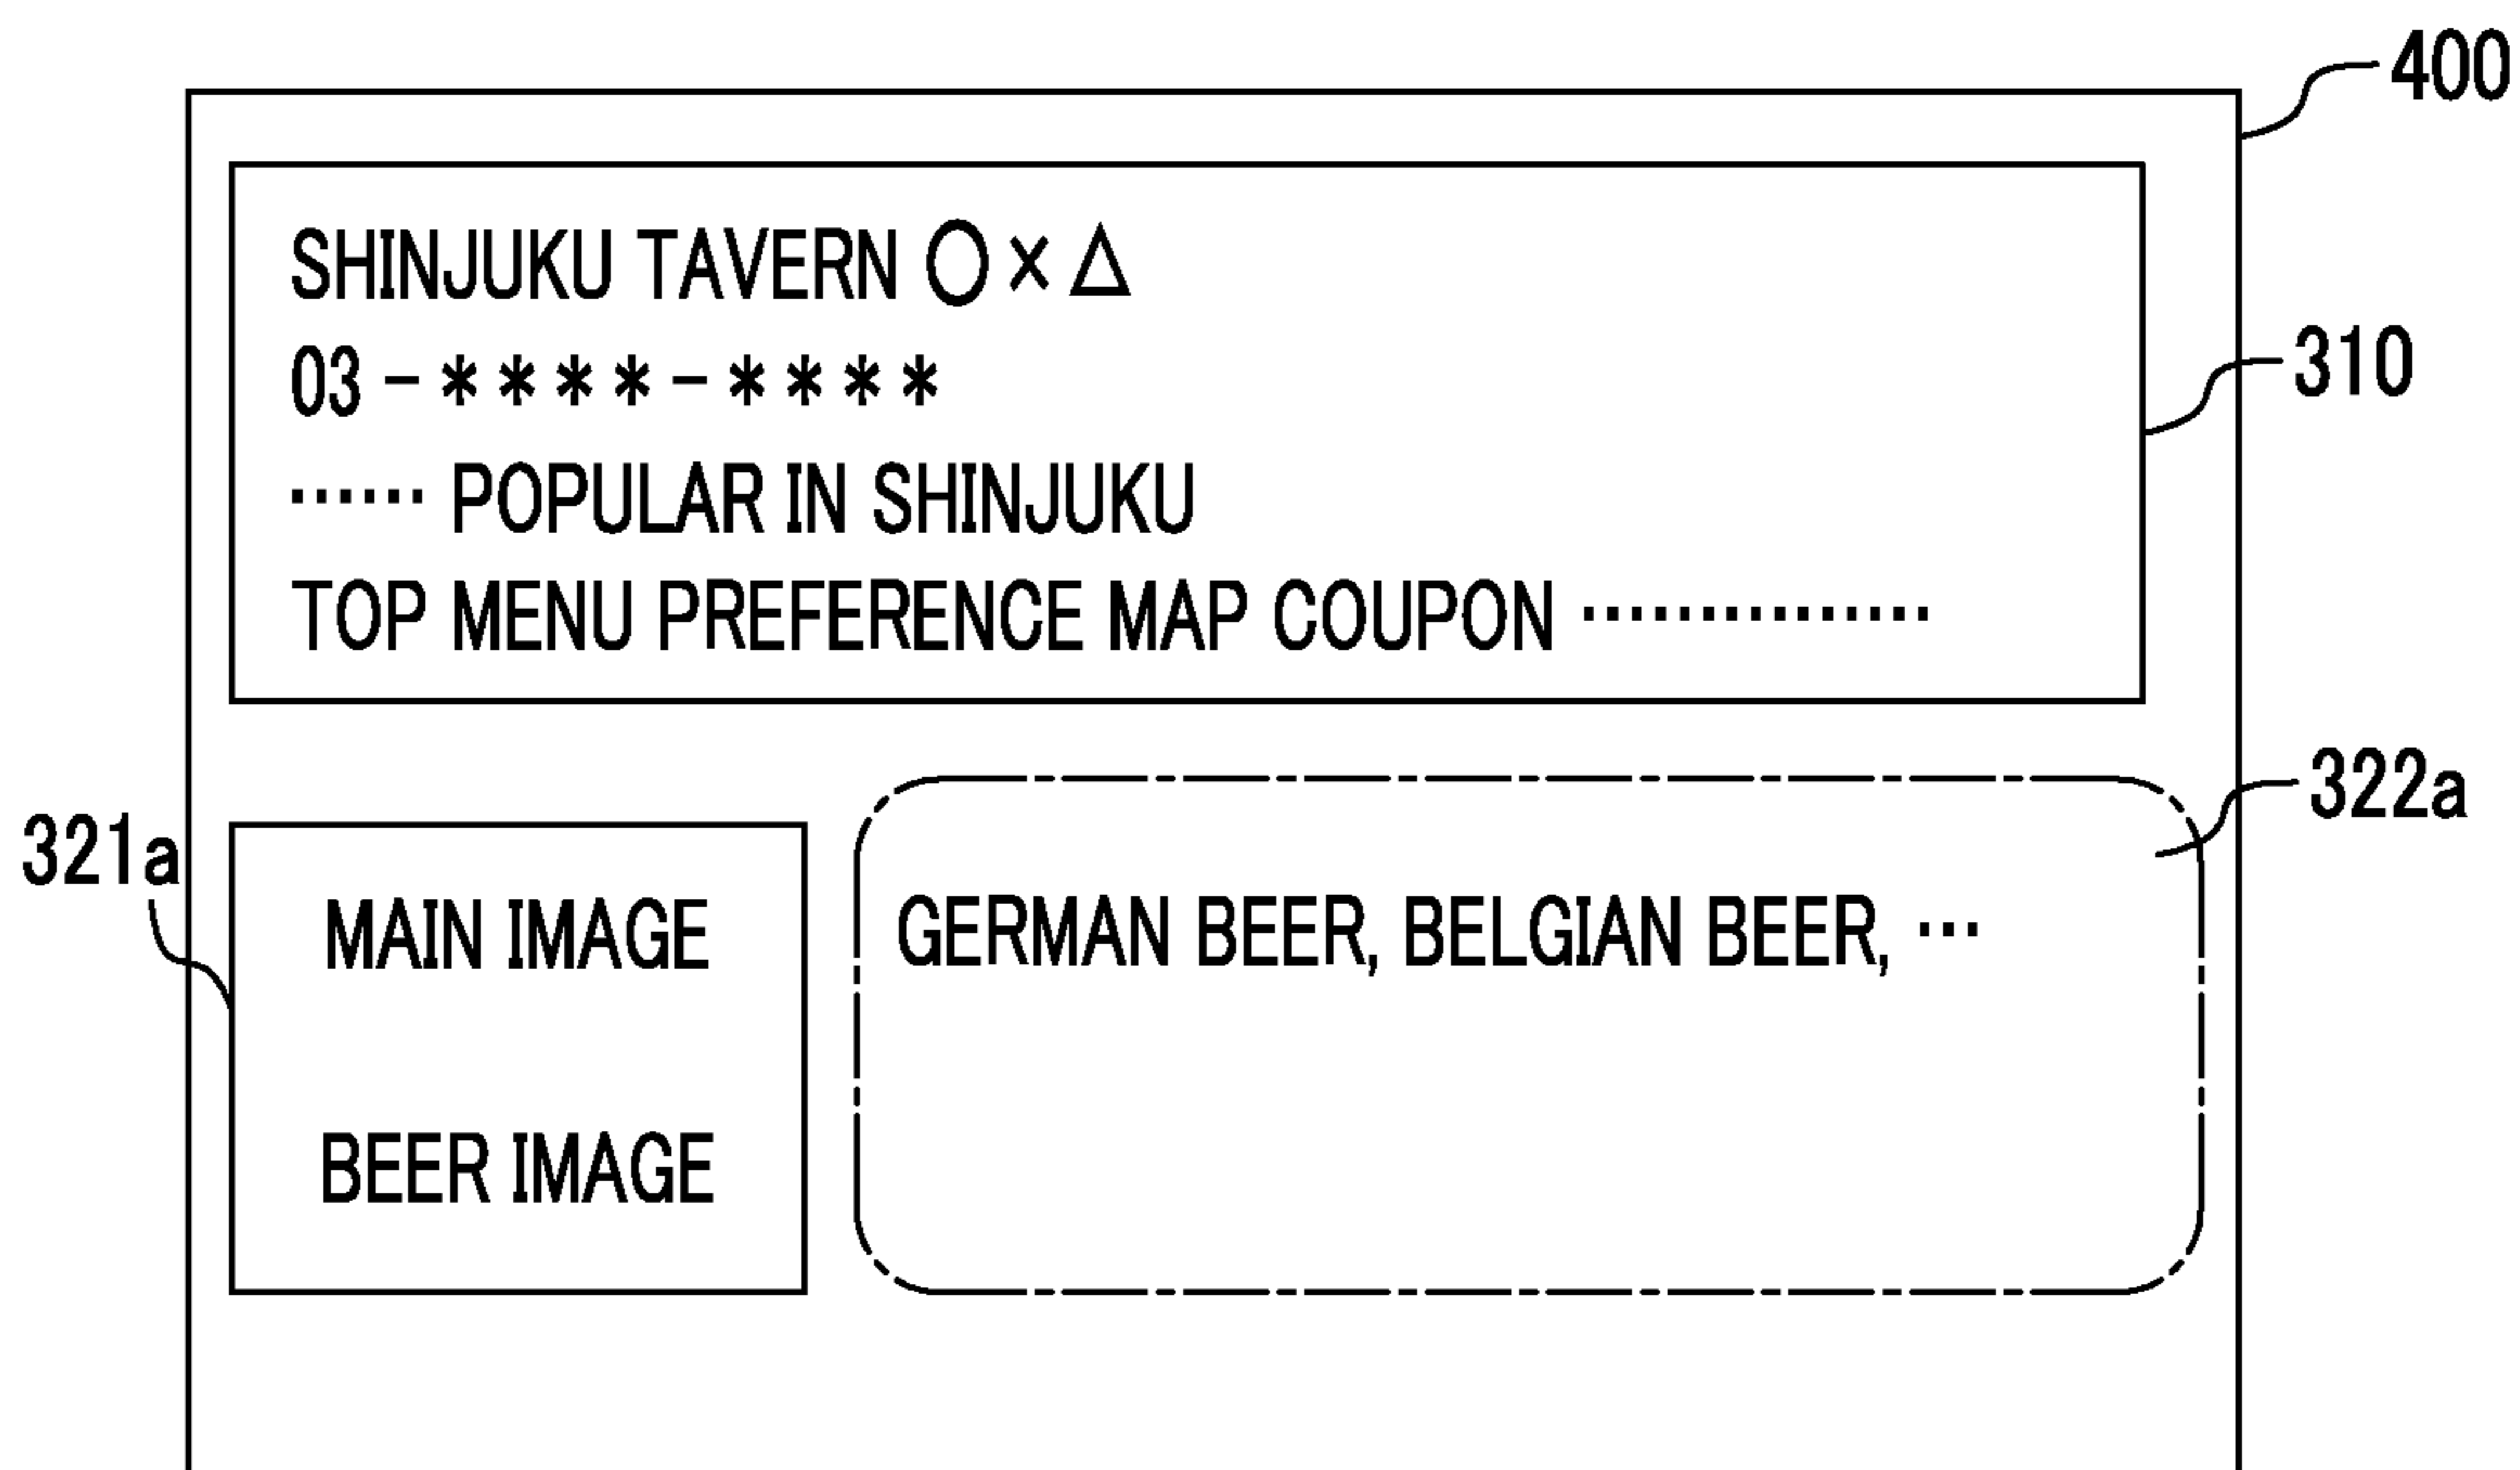 400
SHINJUKU TAVERN ○×△
03-****-****
310
...... POPULAR IN SHINJUKU
TOP MENU PREFERENCE MAP COUPON ...............
322a
321a
MAIN IMAGE
GERMAN BEER, BELGIAN BEER, ...
BEER IMAGE